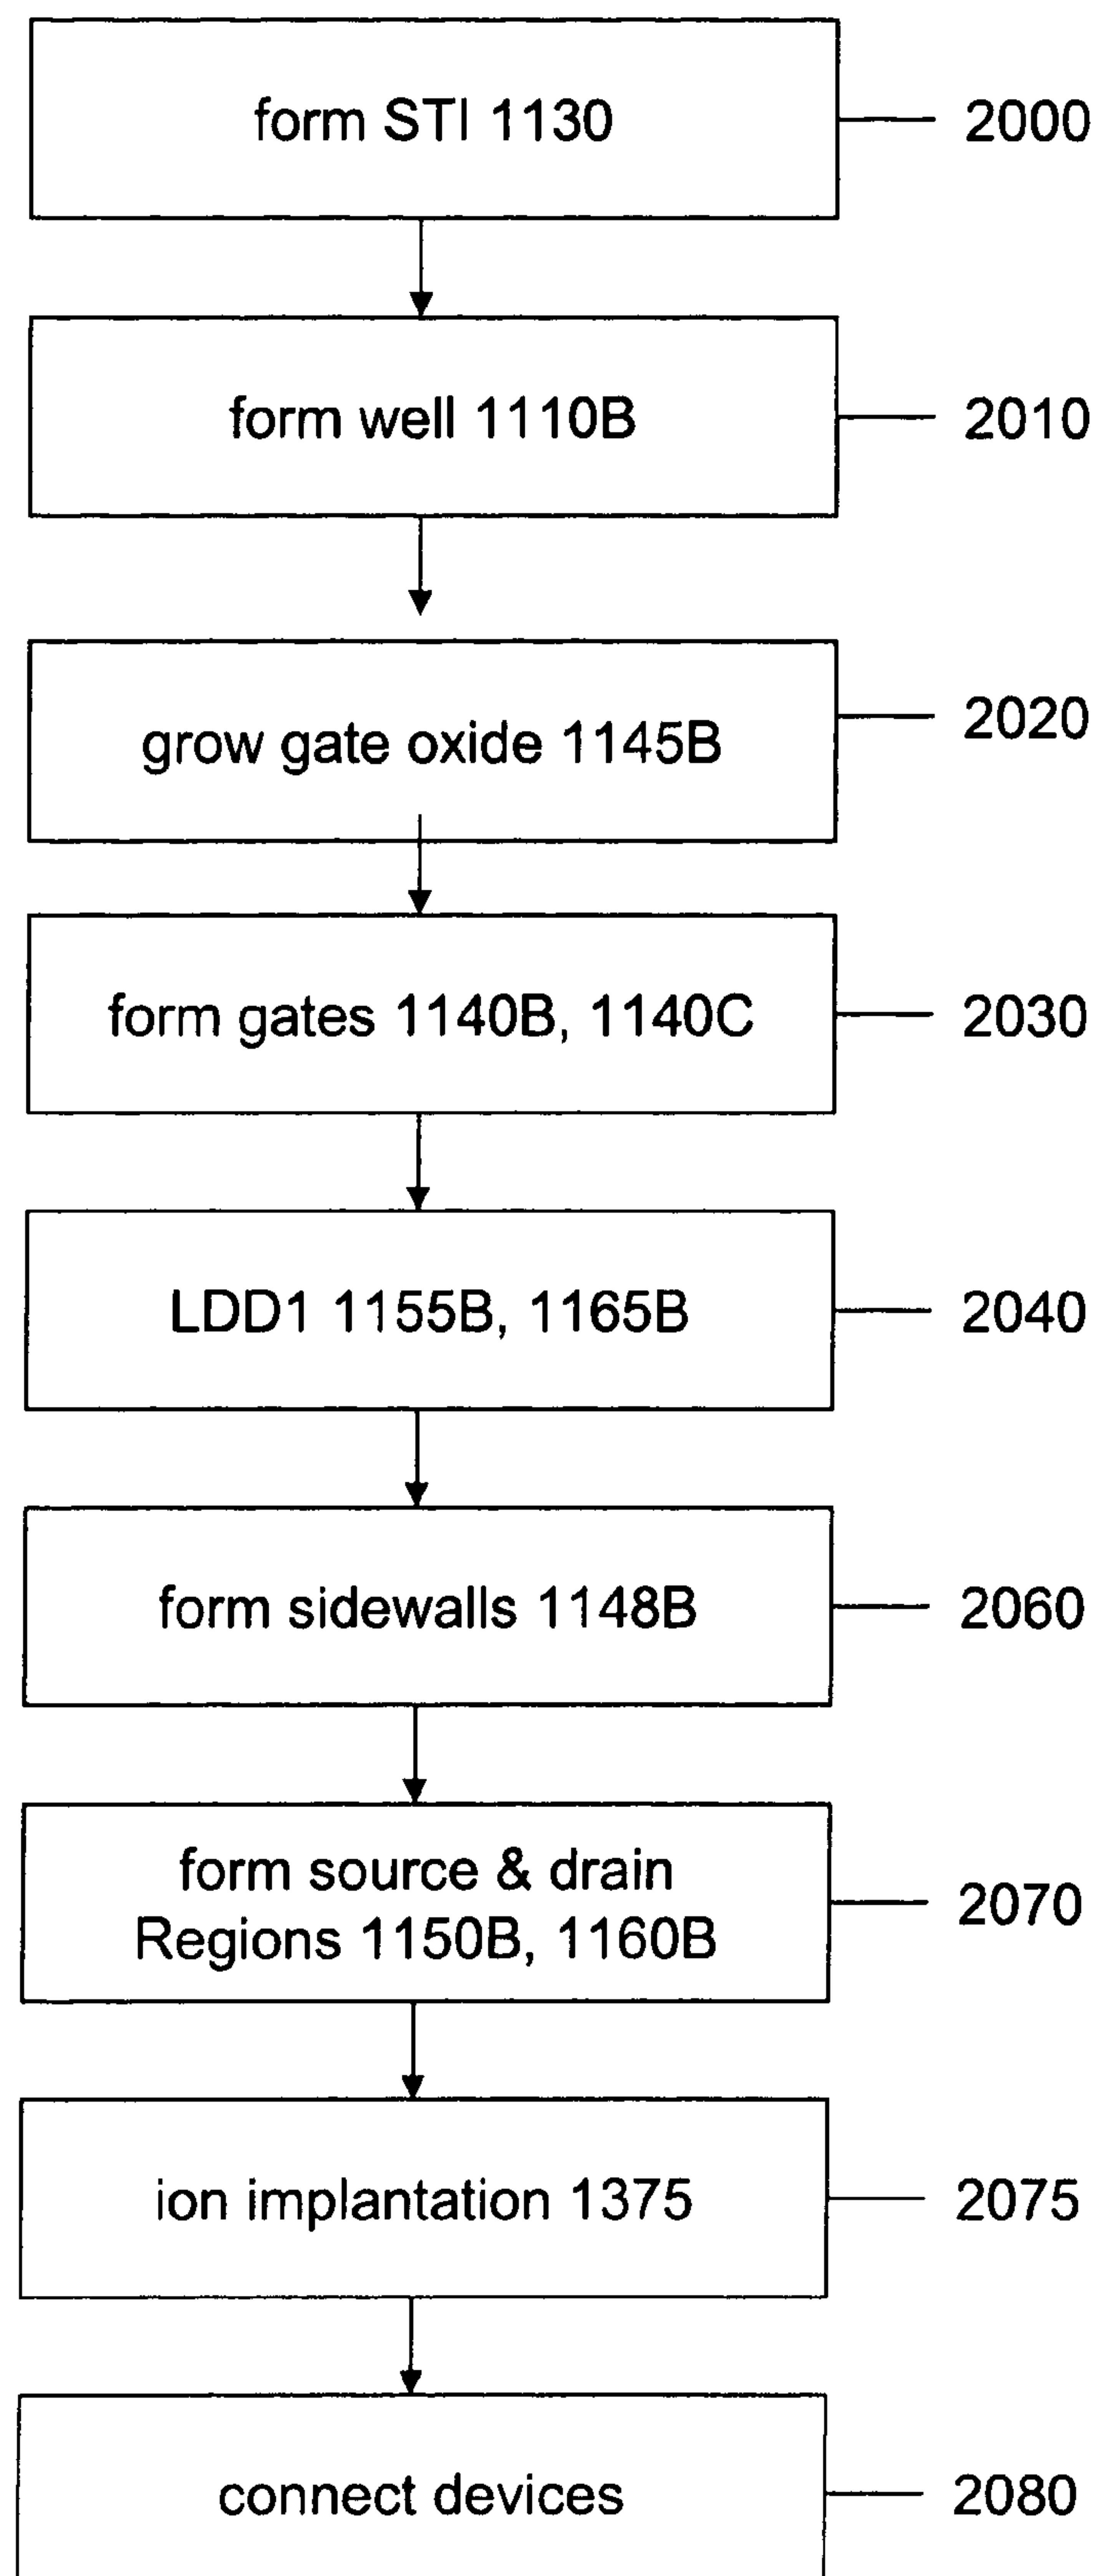 form STI 1130
2000
form well 1110B
2010
grow gate oxide 1145B
2020
form gates 1140B, 1140C
2030
LDD1 1155B, 1165B
2040
form sidewalls 1148B
2060
form source & drain
Regions 1150B, 1160B
2070
ion implantation 1375
2075
connect devices
2080